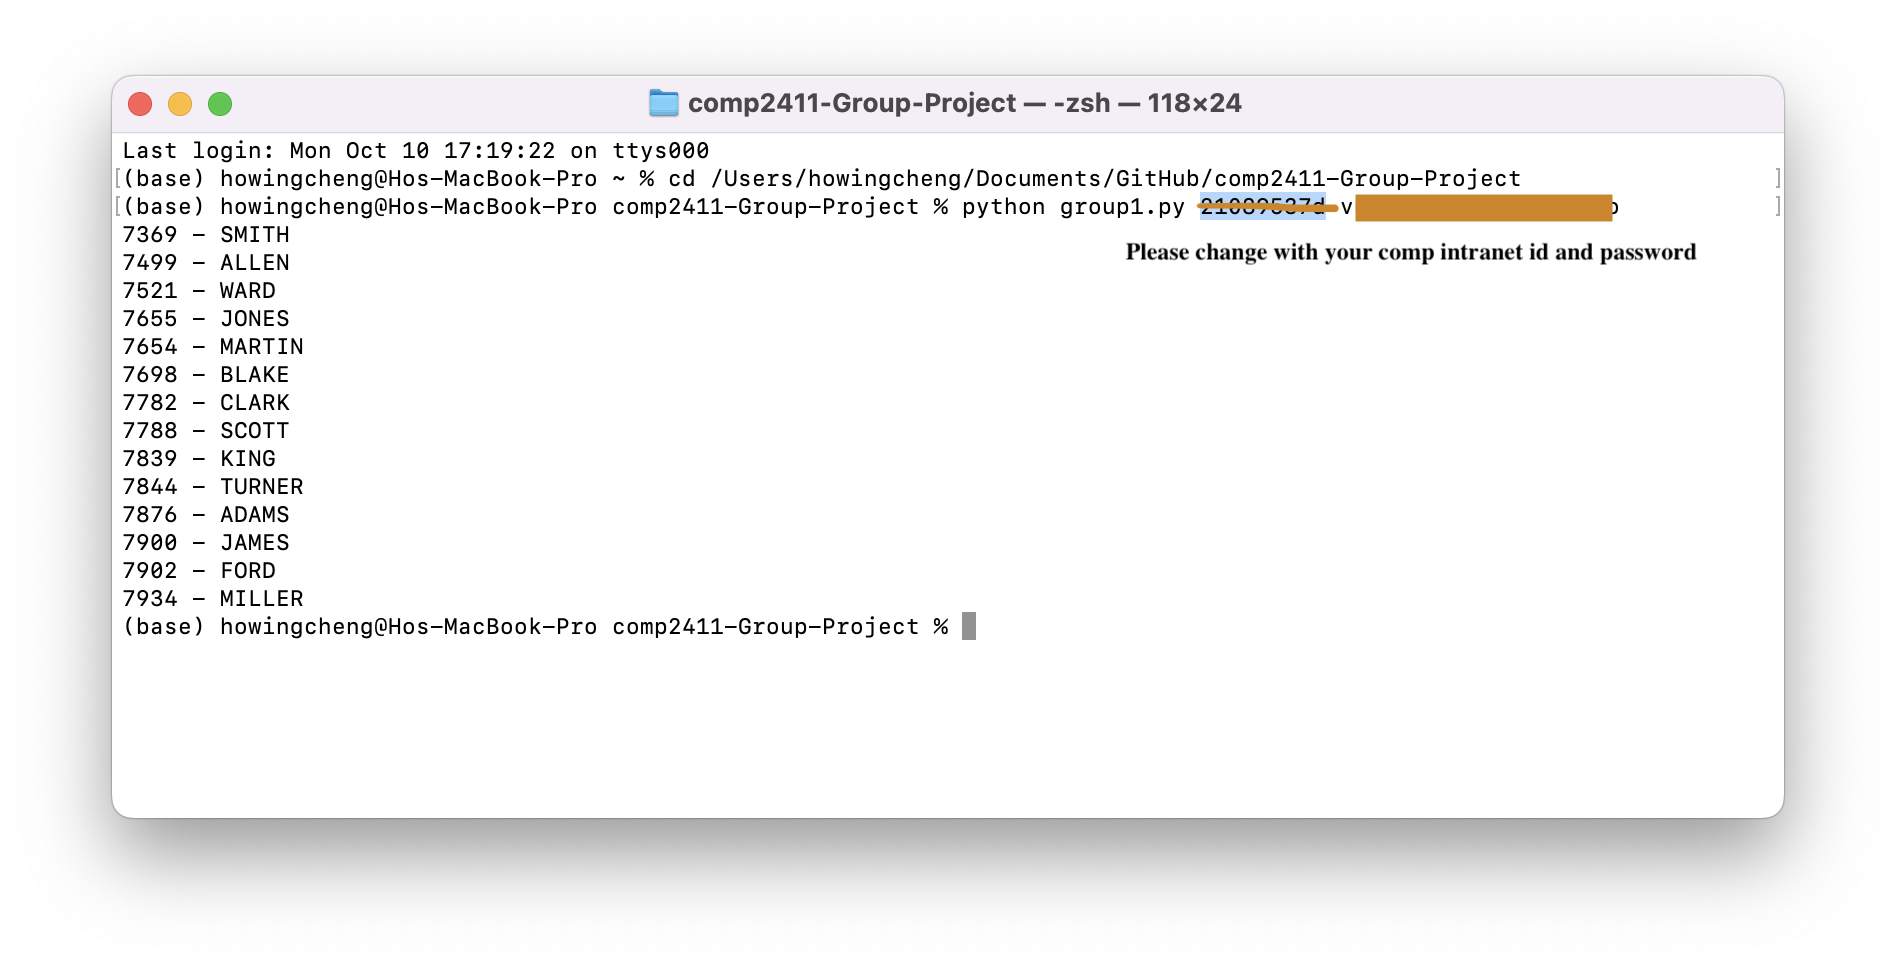 comp2411-Group-Project — -zsh — 118×24
Last login: Mon Oct 10 17:19:22 on ttys000
[(base) howingcheng@Hos-MacBook-Pro ~ % cd /Users/howingcheng/Documents/GitHub/comp2411-Group-Project ]
[(base) howingcheng@Hos-MacBook-Pro comp2411-Group-Project % python group1.py ]
Please change with your comp intranet id and password
7369 - SMITH
7499 - ALLEN
7521 - WARD
7655 - JONES
7654 - MARTIN
7698 - BLAKE
7782 - CLARK
7788 - SCOTT
7839 - KING
7844 - TURNER
7876 - ADAMS
7900 - JAMES
7902 - FORD
7934 - MILLER
(base) howingcheng@Hos-MacBook-Pro comp2411-Group-Project %